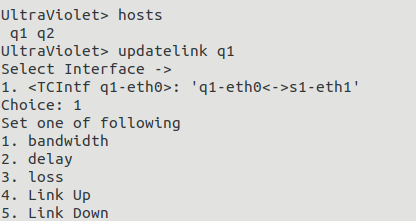 UltraViolet> hosts
q1 q2
UltraViolet> updatelink q1
Select Interface ->
1. <TCIntf q1-eth0>: 'q1-eth0<->s1-eth1'
Choice: 1
Set one of following
1. bandwidth
2. delay
3. loss
4. Link Up
5. Link Down